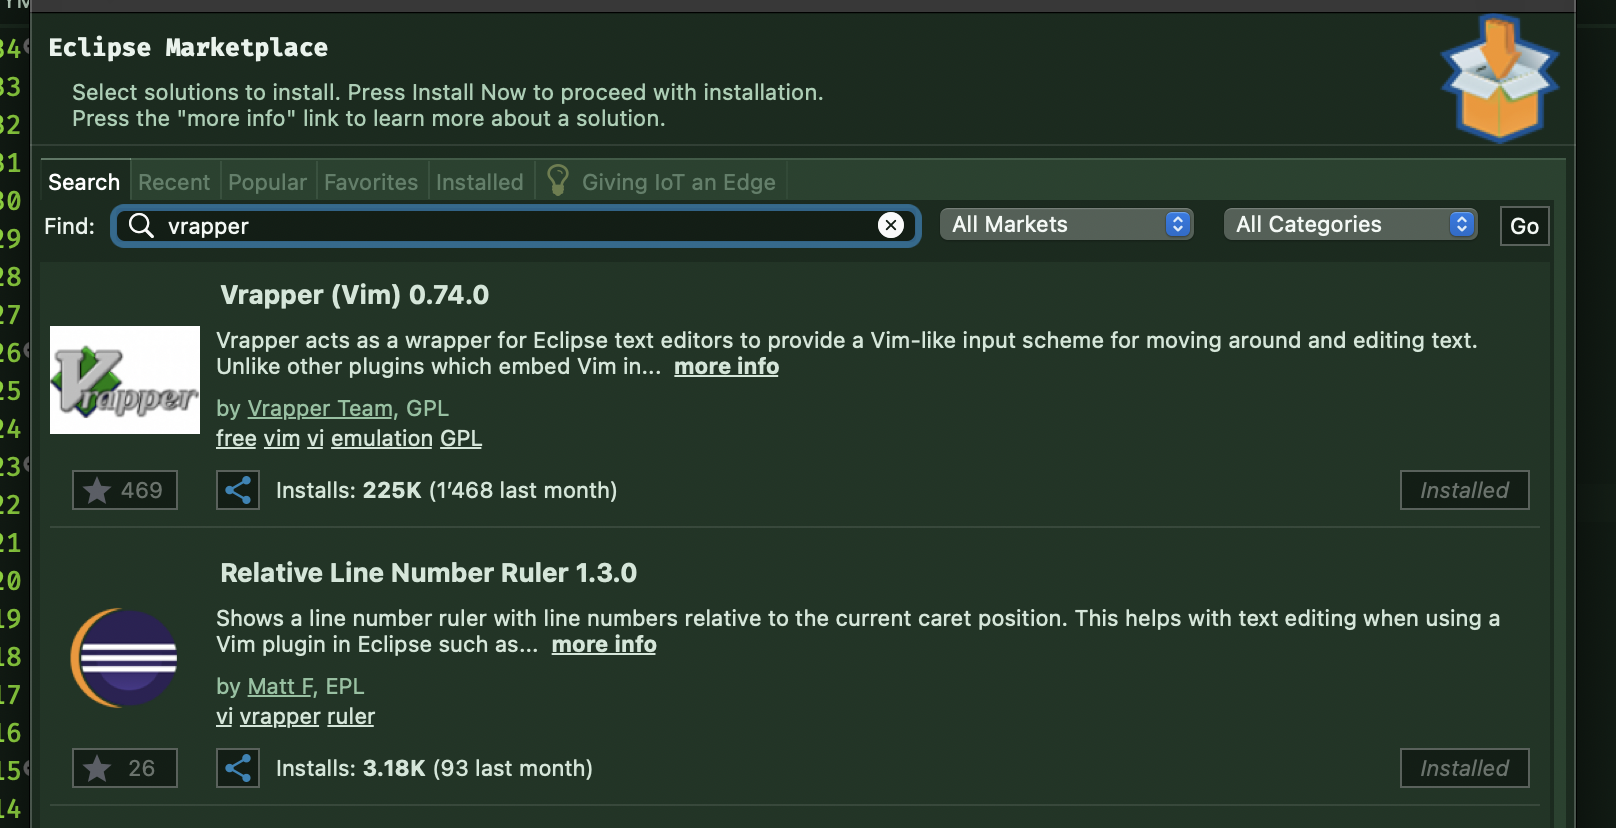 Eclipse Marketplace
Select solutions to install. Press Install Now to proceed with installation.
Press the "more info" link to learn more about a solution.
Search Recent Popular Favorites Installed Giving IoT an Edge
Find: vrapper All Markets All Categories Go
Vrapper (Vim) 0.74.0
Vrapper acts as a wrapper for Eclipse text editors to provide a Vim-like input scheme for moving around and editing text.
Unlike other plugins which embed Vim in... more info
Vrapper
by Vrapper Team, GPL
free vim vi emulation GPL
469 Installs: 225K (1’468 last month) Installed
Relative Line Number Ruler 1.3.0
Shows a line number ruler with line numbers relative to the current caret position. This helps with text editing when using a
Vim plugin in Eclipse such as... more info
by Matt F, EPL
vi vrapper ruler
26 Installs: 3.18K (93 last month) Installed
34
33
32
31
30
29
28
27
26
25
24
23
22
21
20
19
18
17
16
15
14